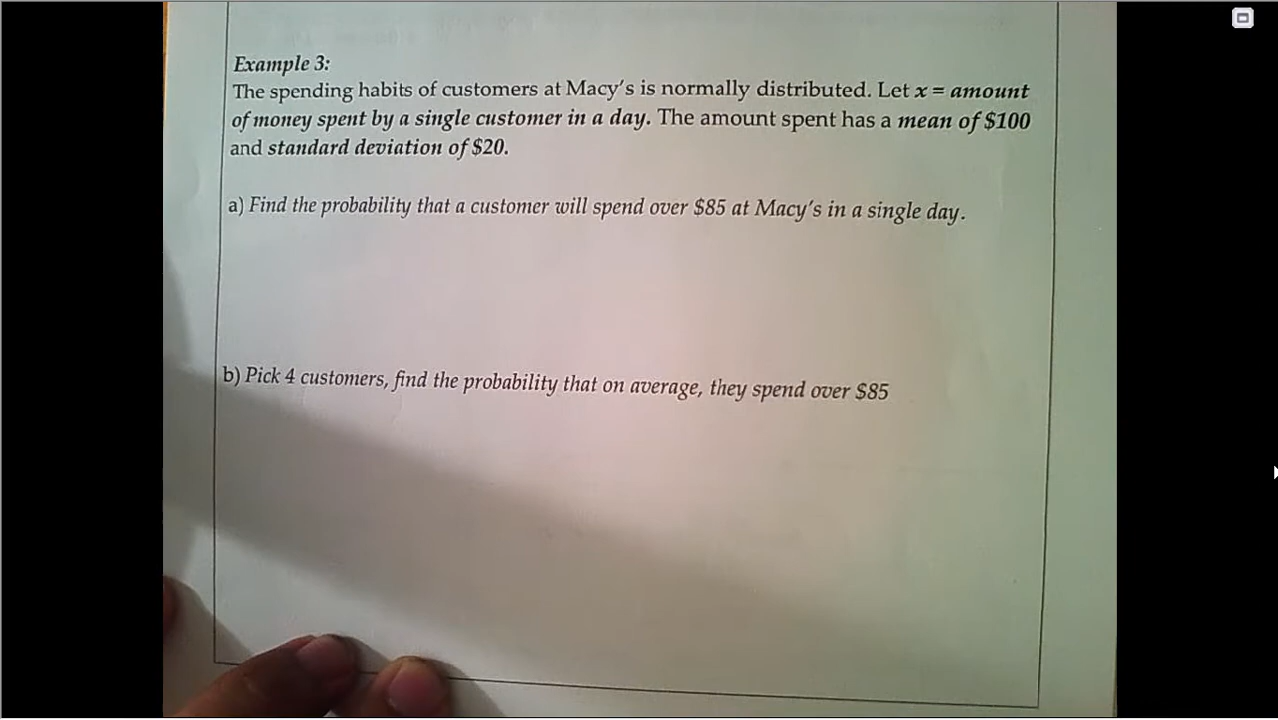 Example 3:
The spending habits of customers at Macy's is normally distributed. Let x = amount
of money spent by a single customer in a day. The amount spent has a mean of $100
and standard deviation of $20.
a) Find the probability that a customer will spend over $85 at Macy's in a single day.
b) Pick 4 customers, find the probability that on average, they spend over $85